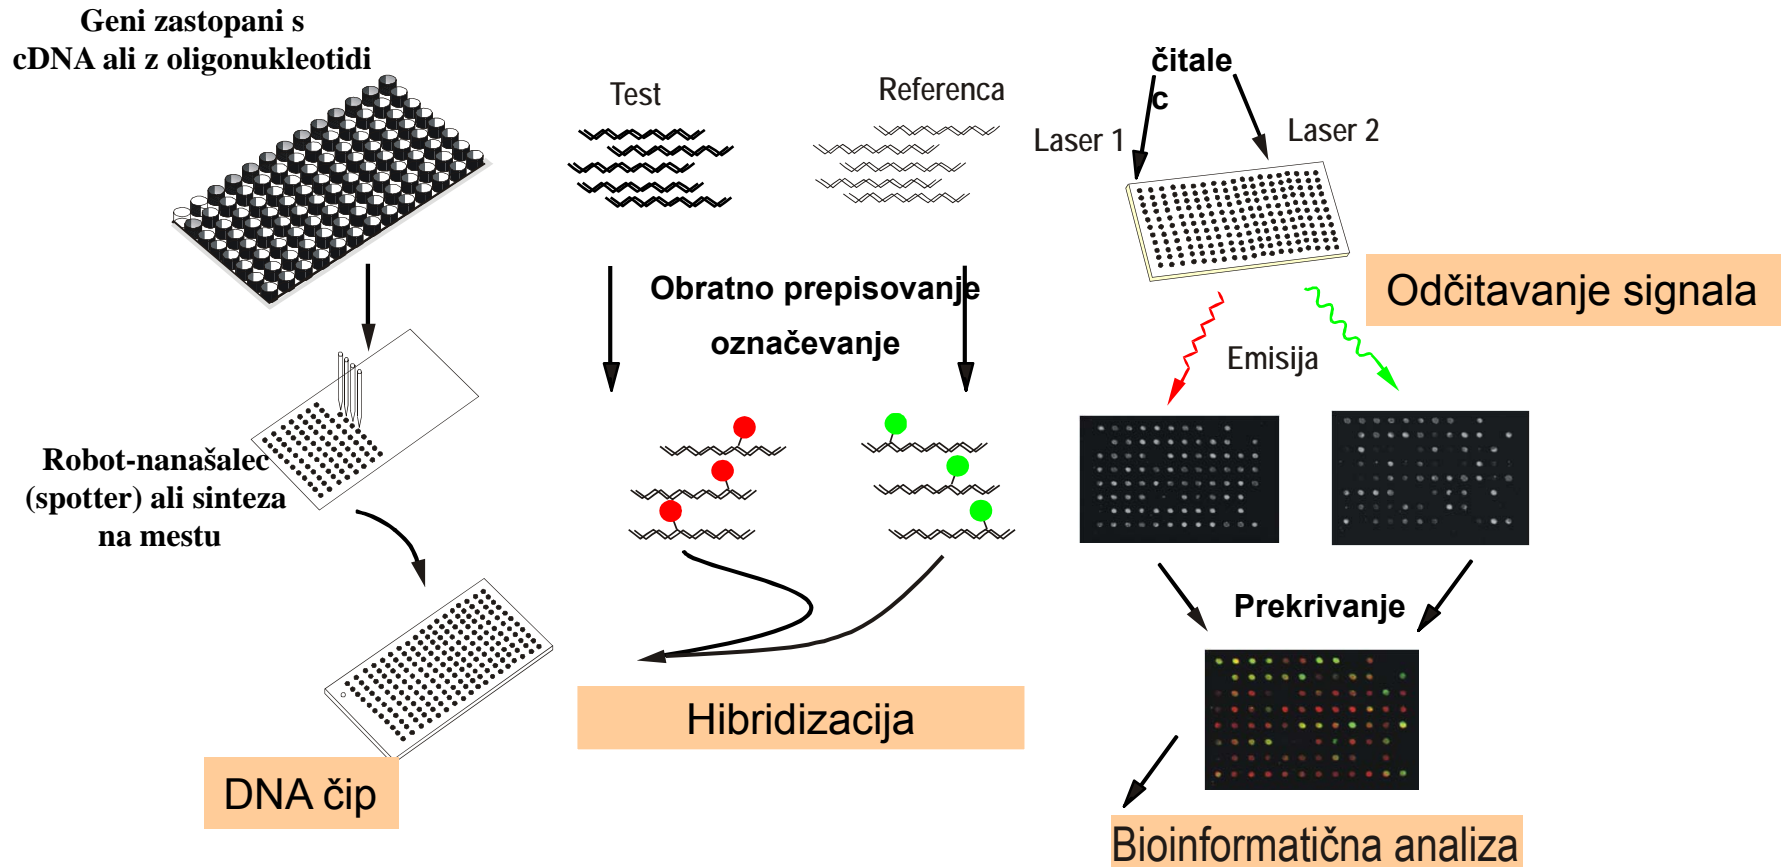 Geni zastopani s
cDNA ali z oligonukleotidi
Robot-nanašalec
(spotter) ali sinteza
na mestu
DNA čip
Test
Referenca
Obratno prepisovanje
označevanje
Hibridizacija
čitale
c
Laser 1
Laser 2
Odčitavanje signala
Emisija
Prekrivanje
Bioinformatična analiza